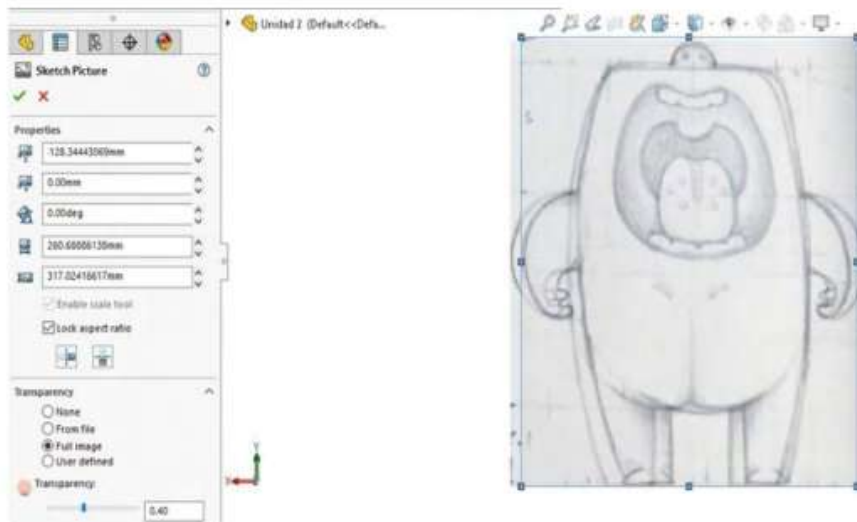 Unidad 2 (Default<<Defa...
Sketch Picture
Properties
-128.34443069mm
0.00mm
0.00deg
260.68086138mm
317.02416617mm
Enable scale tool
Lock aspect ratio
Transparency
None
From file
Full image
User defined
Transparency:
0.40
Y
X